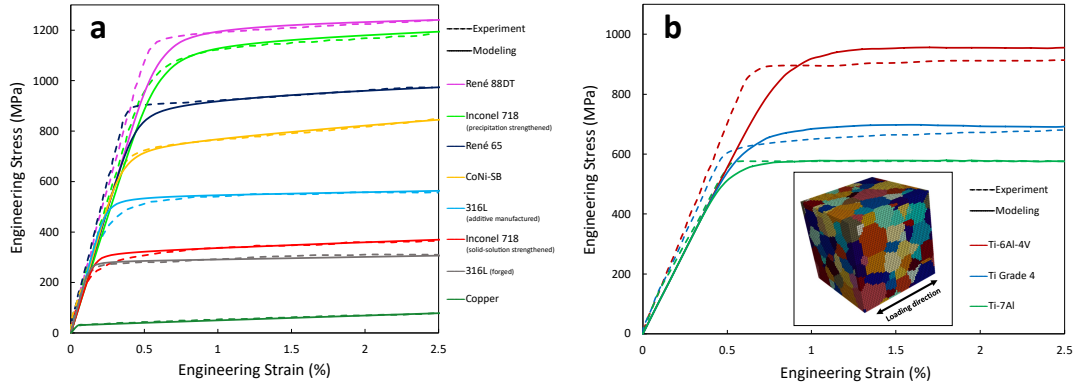 a
Engineering Stress (MPa)
1200
1000
800
600
400
200
0
0
0.5
1
1.5
2
2.5
Engineering Strain (%)
Experiment
Modeling
René 88DT
Inconel 718
(precipitation strengthened)
René 65
CoNi-SB
316L
(additive manufactured)
Inconel 718
(solid-solution strengthened)
316L (forged)
Copper
b
Engineering Stress (MPa)
1000
800
600
400
200
0
0
0.5
1
1.5
2
2.5
Engineering Strain (%)
Loading direction
Experiment
Modeling
Ti-6Al-4V
Ti Grade 4
Ti-7Al